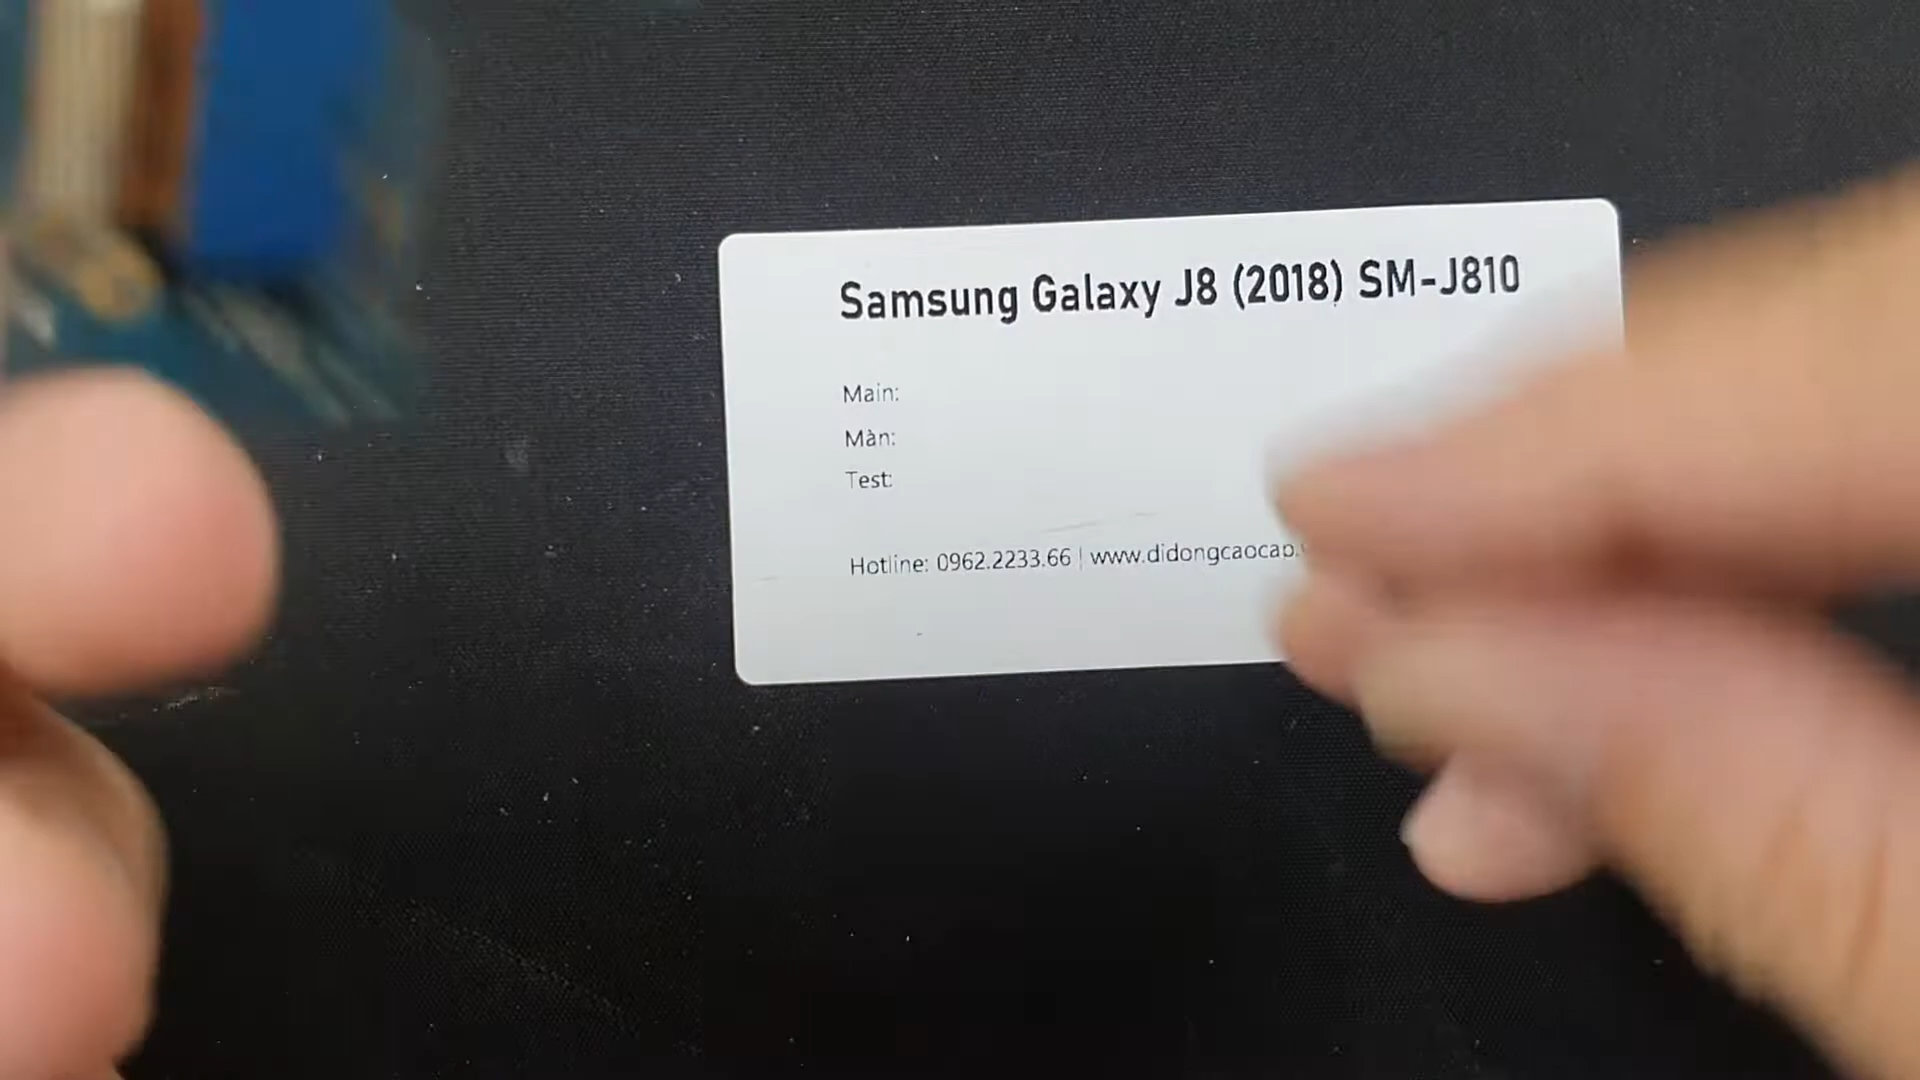 Samsung Galaxy J8 (2018) SM-J810
Main:
Màn:
Test:
Hotline: 0962.2233.66 | www.didongcaocap.